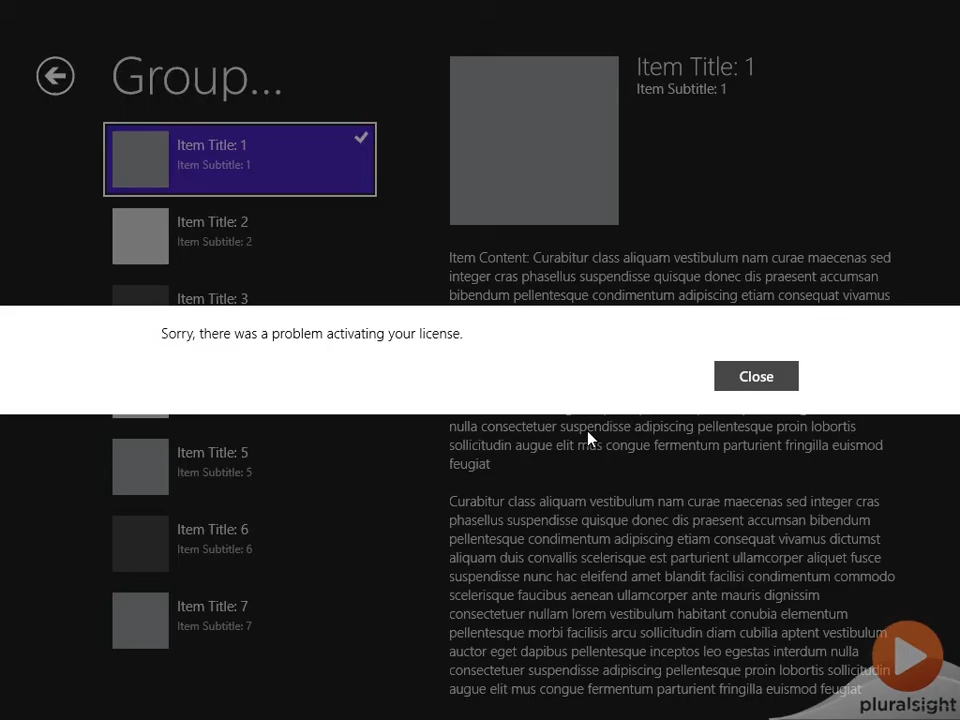 Group...
Item Title: 1
Item Subtitle: 1
Item Title: 2
Item Subtitle: 2
Item Title: 3
Item Title: 5
Item Subtitle: 5
Item Title: 6
Item Subtitle: 6
Item Title: 7
Item Subtitle: 7
Item Title: 1
Item Subtitle: 1
Item Content: Curabitur class aliquam vestibulum nam curae maecenas sed
integer cras phasellus suspendisse quisque donec dis praesent accumsan
bibendum pellentesque condimentum adipiscing etiam consequat vivamus
Sorry, there was a problem activating your license.
Close
nulla consectetuer suspendisse adipiscing pellentesque proin lobortis
sollicitudin augue elit mus congue fermentum parturient fringilla euismod
feugiat
Curabitur class aliquam vestibulum nam curae maecenas sed integer cras
phasellus suspendisse quisque donec dis praesent accumsan bibendum
pellentesque condimentum adipiscing etiam consequat vivamus dictumst
aliquam duis convallis scelerisque est parturient ullamcorper aliquet fusce
suspendisse nunc hac eleifend amet blandit facilisi condimentum commodo
scelerisque faucibus aenean ullamcorper ante mauris dignissim
consectetuer nullam lorem vestibulum habitant conubia elementum
pellentesque morbi facilisis arcu sollicitudin diam cubilia aptent vestibulum
auctor eget dapibus pellentesque inceptos leo egestas interdum nulla
consectetuer suspendisse adipiscing pellentesque proin lobortis sollicitudin
augue elit mus congue fermentum parturient fringilla euismod feugiat
pluralsight